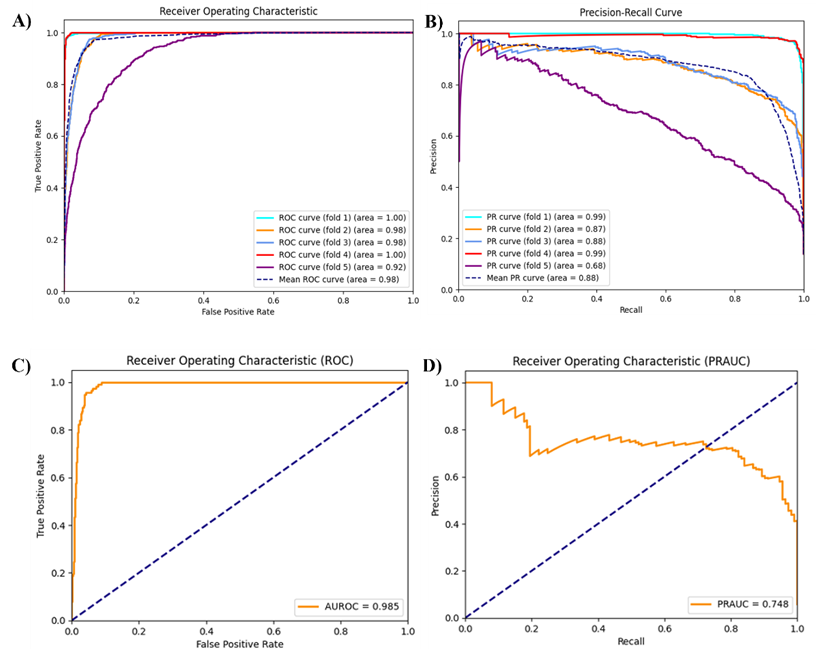 A)
Receiver Operating Characteristic
1.0
0.8
0.6
0.4
0.2
0.0
True Positive Rate
0.0 0.2 0.4 0.6 0.8 1.0
False Positive Rate
ROC curve (fold 1) (area = 1.00)
ROC curve (fold 2) (area = 0.98)
ROC curve (fold 3) (area = 0.98)
ROC curve (fold 4) (area = 1.00)
ROC curve (fold 5) (area = 0.92)
Mean ROC curve (area = 0.98)
B)
Precision-Recall Curve
1.0
0.8
0.6
0.4
0.2
0.0
Precision
0.0 0.2 0.4 0.6 0.8 1.0
Recall
PR curve (fold 1) (area = 0.99)
PR curve (fold 2) (area = 0.87)
PR curve (fold 3) (area = 0.88)
PR curve (fold 4) (area = 0.99)
PR curve (fold 5) (area = 0.68)
Mean PR curve (area = 0.88)
C)
Receiver Operating Characteristic (ROC)
1.0
0.8
0.6
0.4
0.2
0.0
True Positive Rate
0.0 0.2 0.4 0.6 0.8 1.0
False Positive Rate
AUROC = 0.985
D)
Receiver Operating Characteristic (PRAUC)
1.0
0.8
0.6
0.4
0.2
0.0
Precision
0.0 0.2 0.4 0.6 0.8 1.0
Recall
PRAUC = 0.748